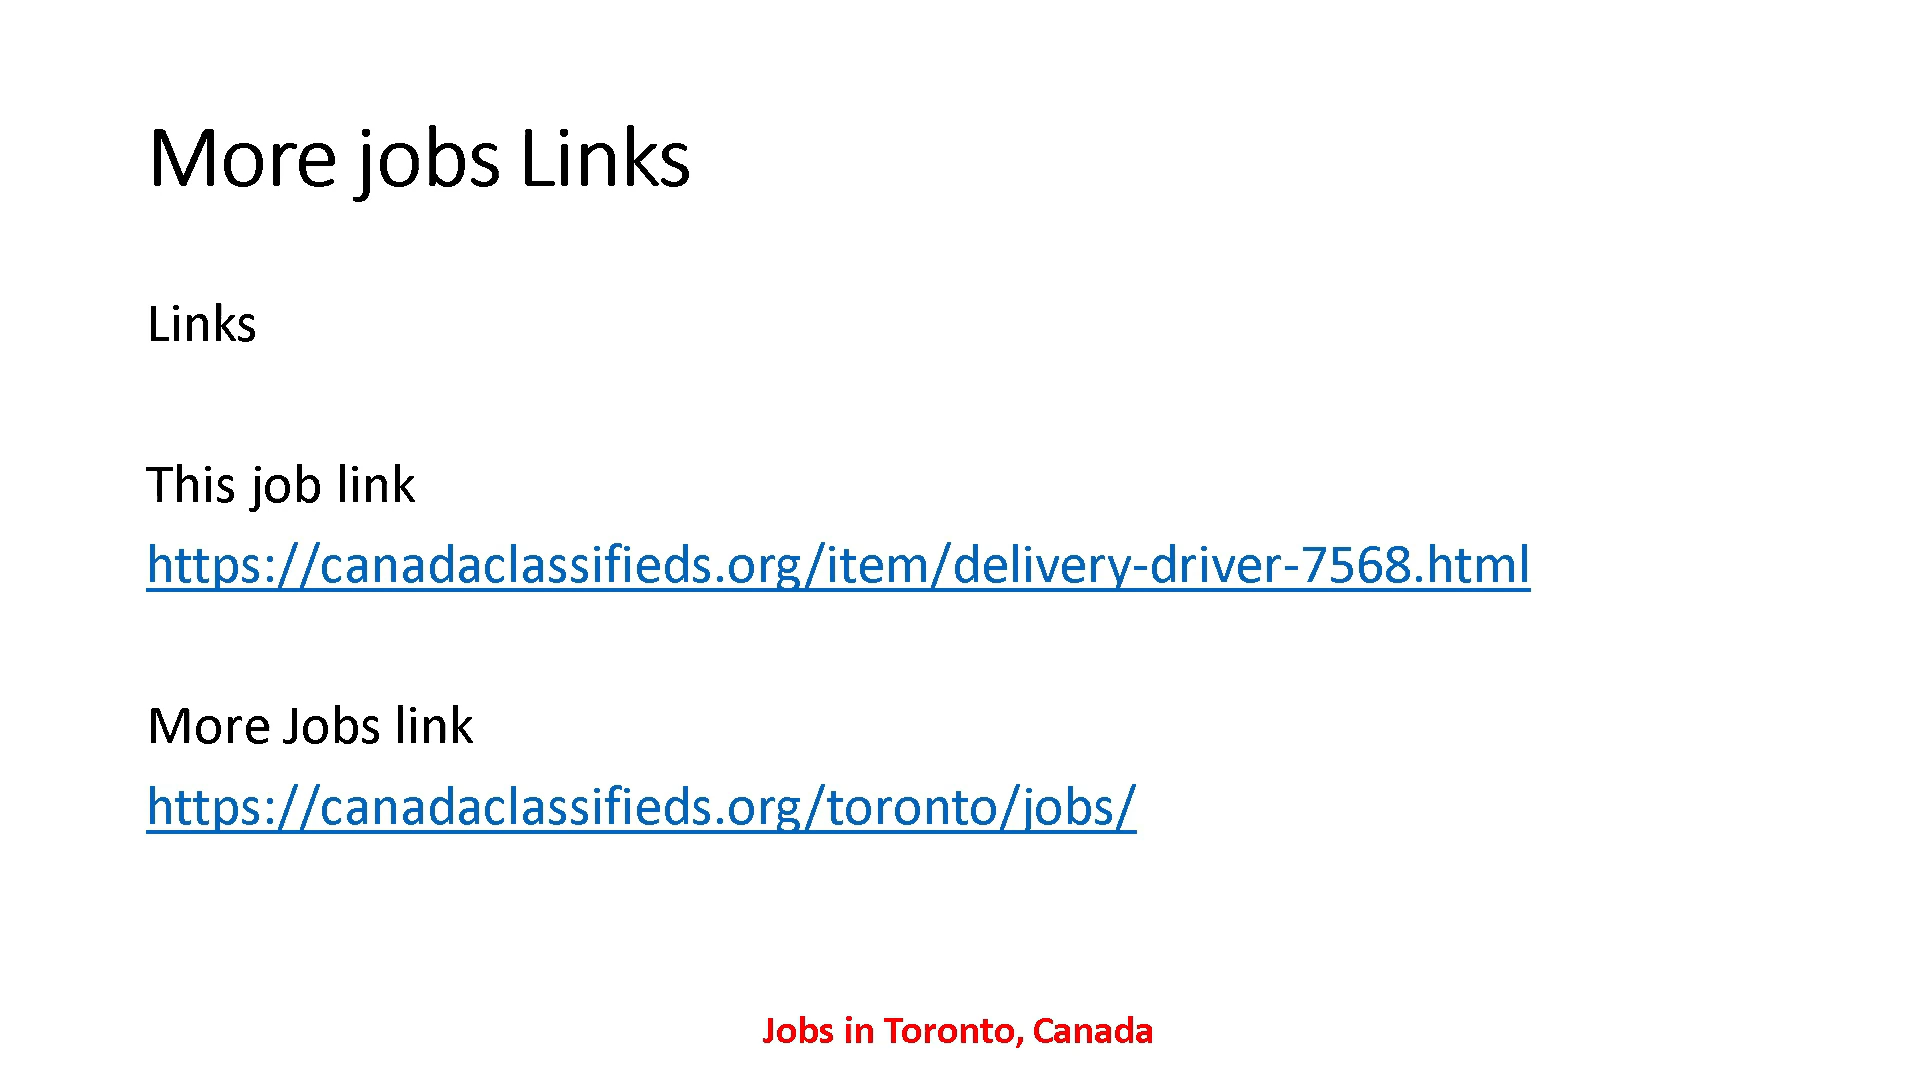 More jobs Links
Links
This job link
https://canadaclassifieds.org/item/delivery-driver-7568.html
More Jobs link
https://canadaclassifieds.org/toronto/jobs/
Jobs in Toronto, Canada